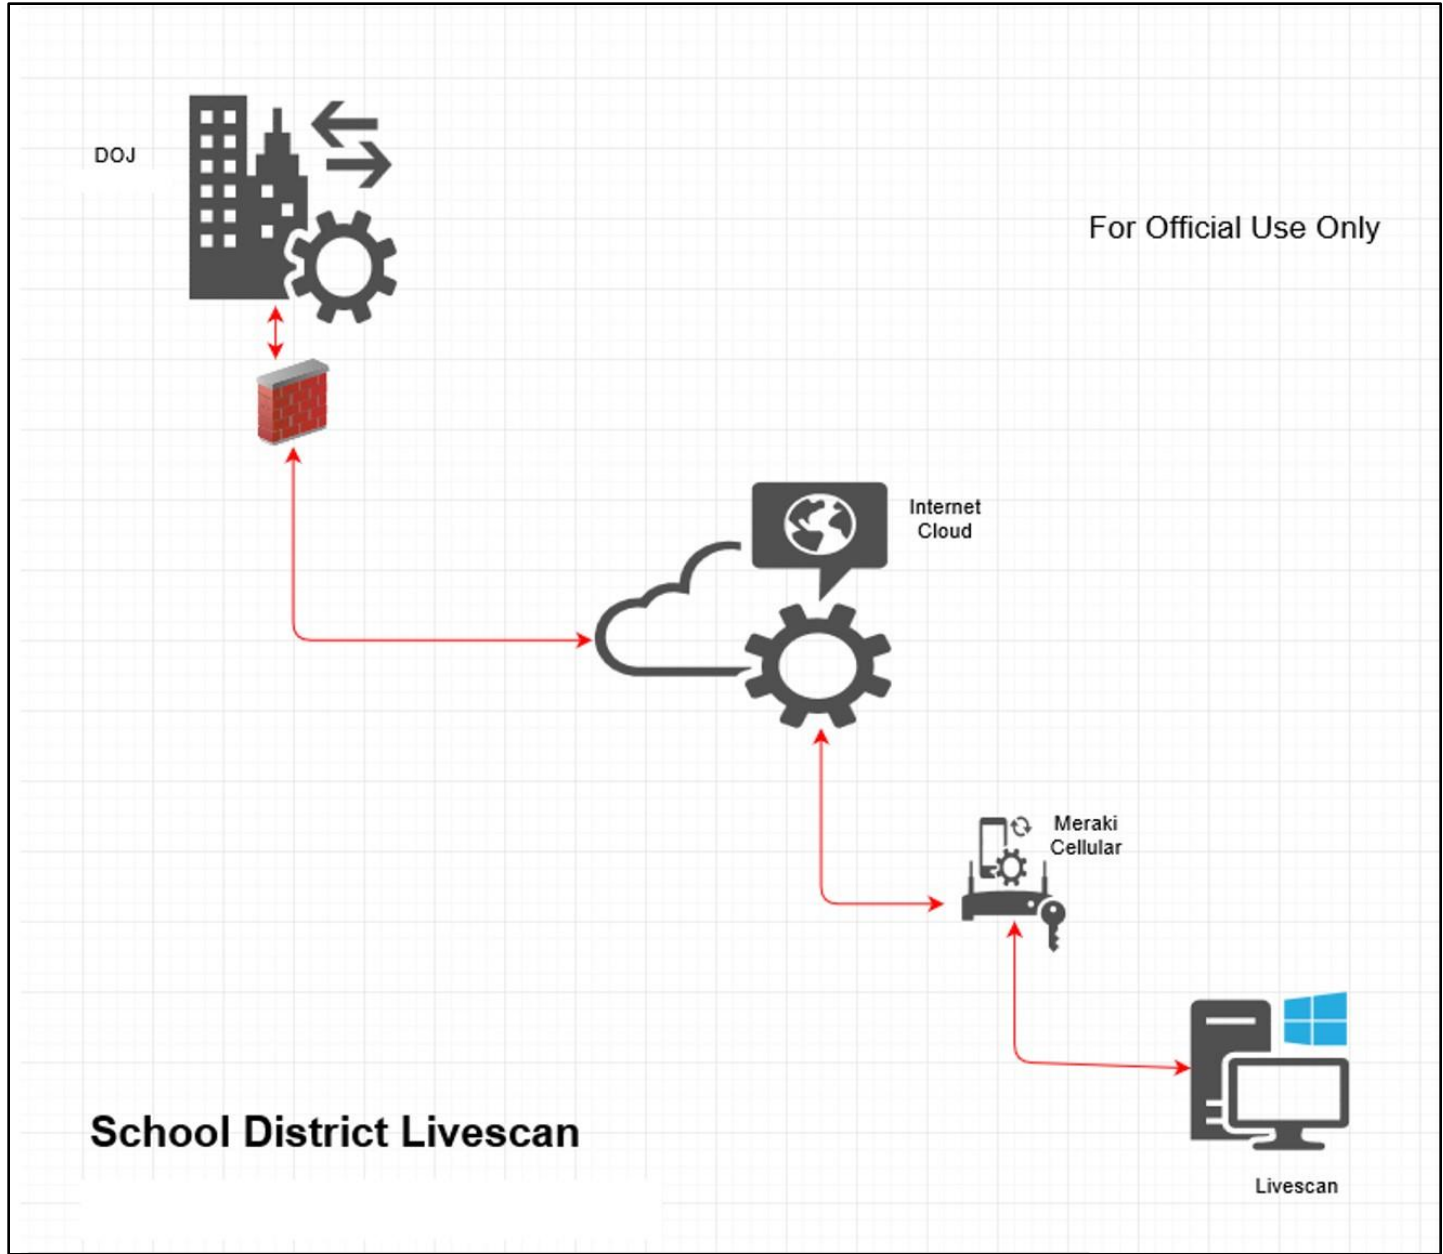 DOJ
For Official Use Only
Internet
Cloud
Meraki
Cellular
School District Livescan
Livescan